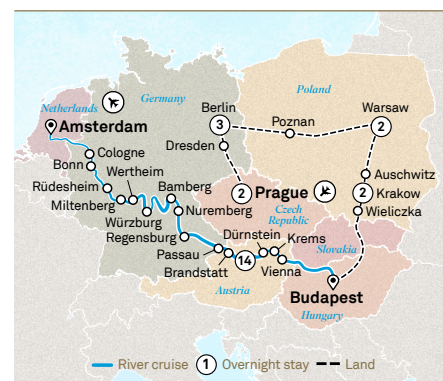 Netherlands
Germany
Poland
Berlin
Warsaw
3
Poznan
2
Amsterdam
Dresden
Cologne
Bonn
Wertheim
Bamberg
2
Prague
Auschwitz
2
Krakow
Rüdesheim
Miltenberg
Nuremberg
Czech
Republic
Wieliczka
Würzburg
Regensburg
Dürnstein
Krems
Slovakia
Passau
Brandstatt
14
Vienna
Austria
Budapest
Hungary
River cruise
1
Overnight stay
Land